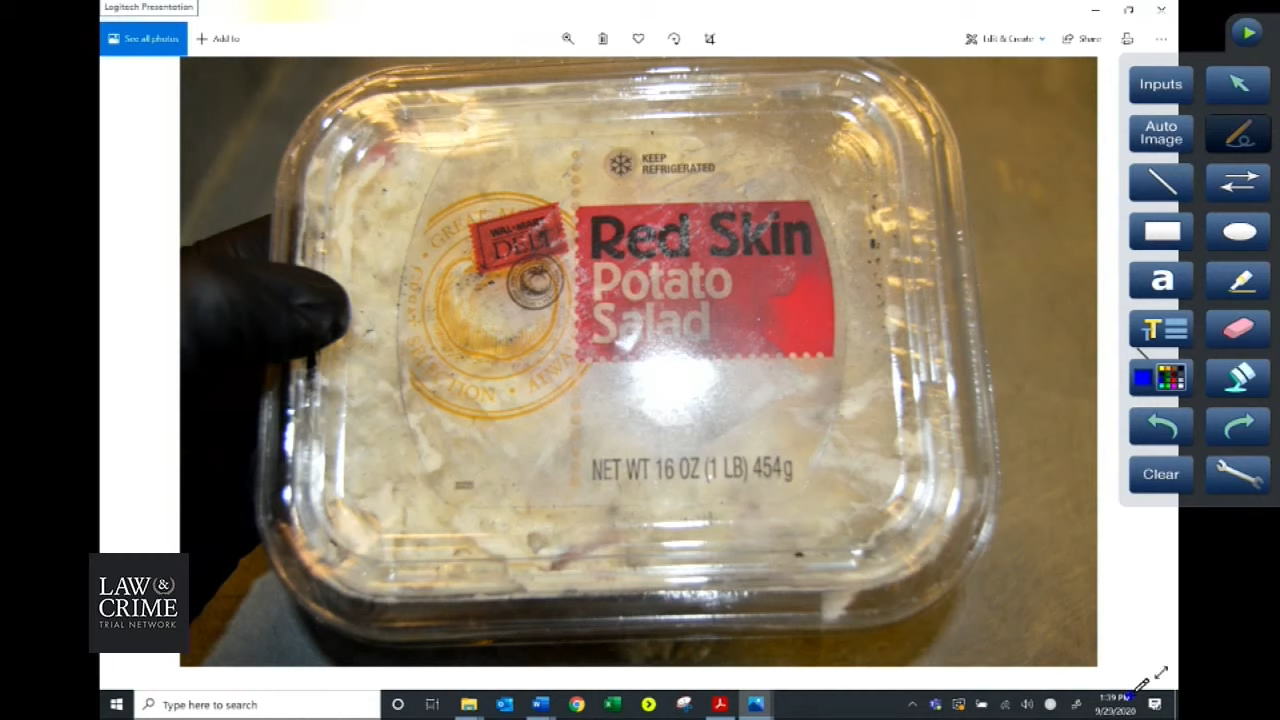 Logitech Presentation
See all photos
Add to
Edit & Create
Share
Inputs
Auto
Image
a
T
Clear
KEEP
REFRIGERATED
WAL-MART
DELI
Red Skin
Potato
Salad
SELECTION
NET WT 16 OZ (1 LB) 454g
LAW &
CRIME
TRIAL NETWORK
Type here to search
1:39 PM
9/29/2020